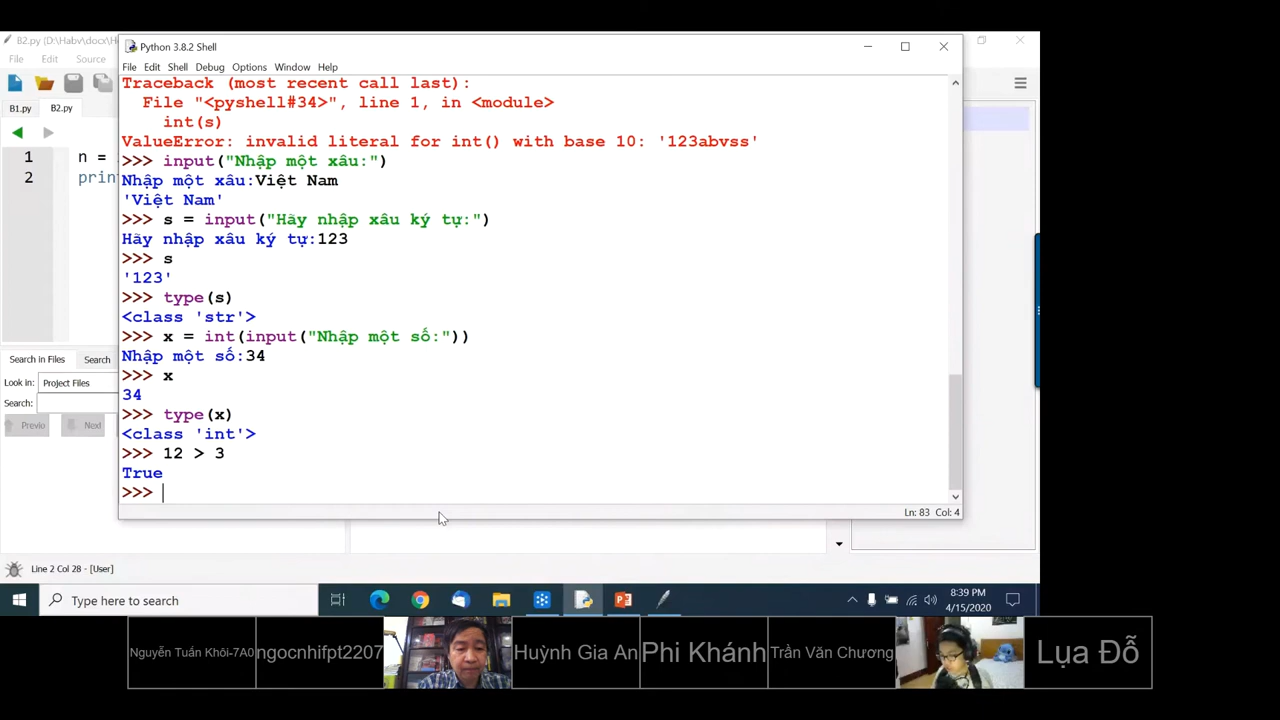 B2.py (D:\Habv\docx\H
Python 3.8.2 Shell
File Edit Source
File Edit Shell Debug Options Window Help
B1.py B2.py
1 n =
2 prin
Traceback (most recent call last):
File "<pyshell#34>", line 1, in <module>
int(s)
ValueError: invalid literal for int() with base 10: '123abvss'
>>> input("Nhập một xâu:")
Nhập một xâu:Việt Nam
'Việt Nam'
>>> s = input("Hãy nhập xâu ký tự:")
Hãy nhập xâu ký tự:123
>>> s
'123'
>>> type(s)
<class 'str'>
>>> x = int(input("Nhập một số:"))
Nhập một số:34
>>> x
34
>>> type(x)
<class 'int'>
>>> 12 > 3
True
>>>
Ln: 83 Col: 4
Search in Files Search
Look in: Project Files
Search:
Previo Next
Line 2 Col 28 - [User]
Type here to search
8:39 PM
4/15/2020
Nguyễn Tuấn Khôi-7A0
ngocnhifpt2207
Huỳnh Gia An
Phi Khánh
Trần Văn Chương
Lụa Đỗ